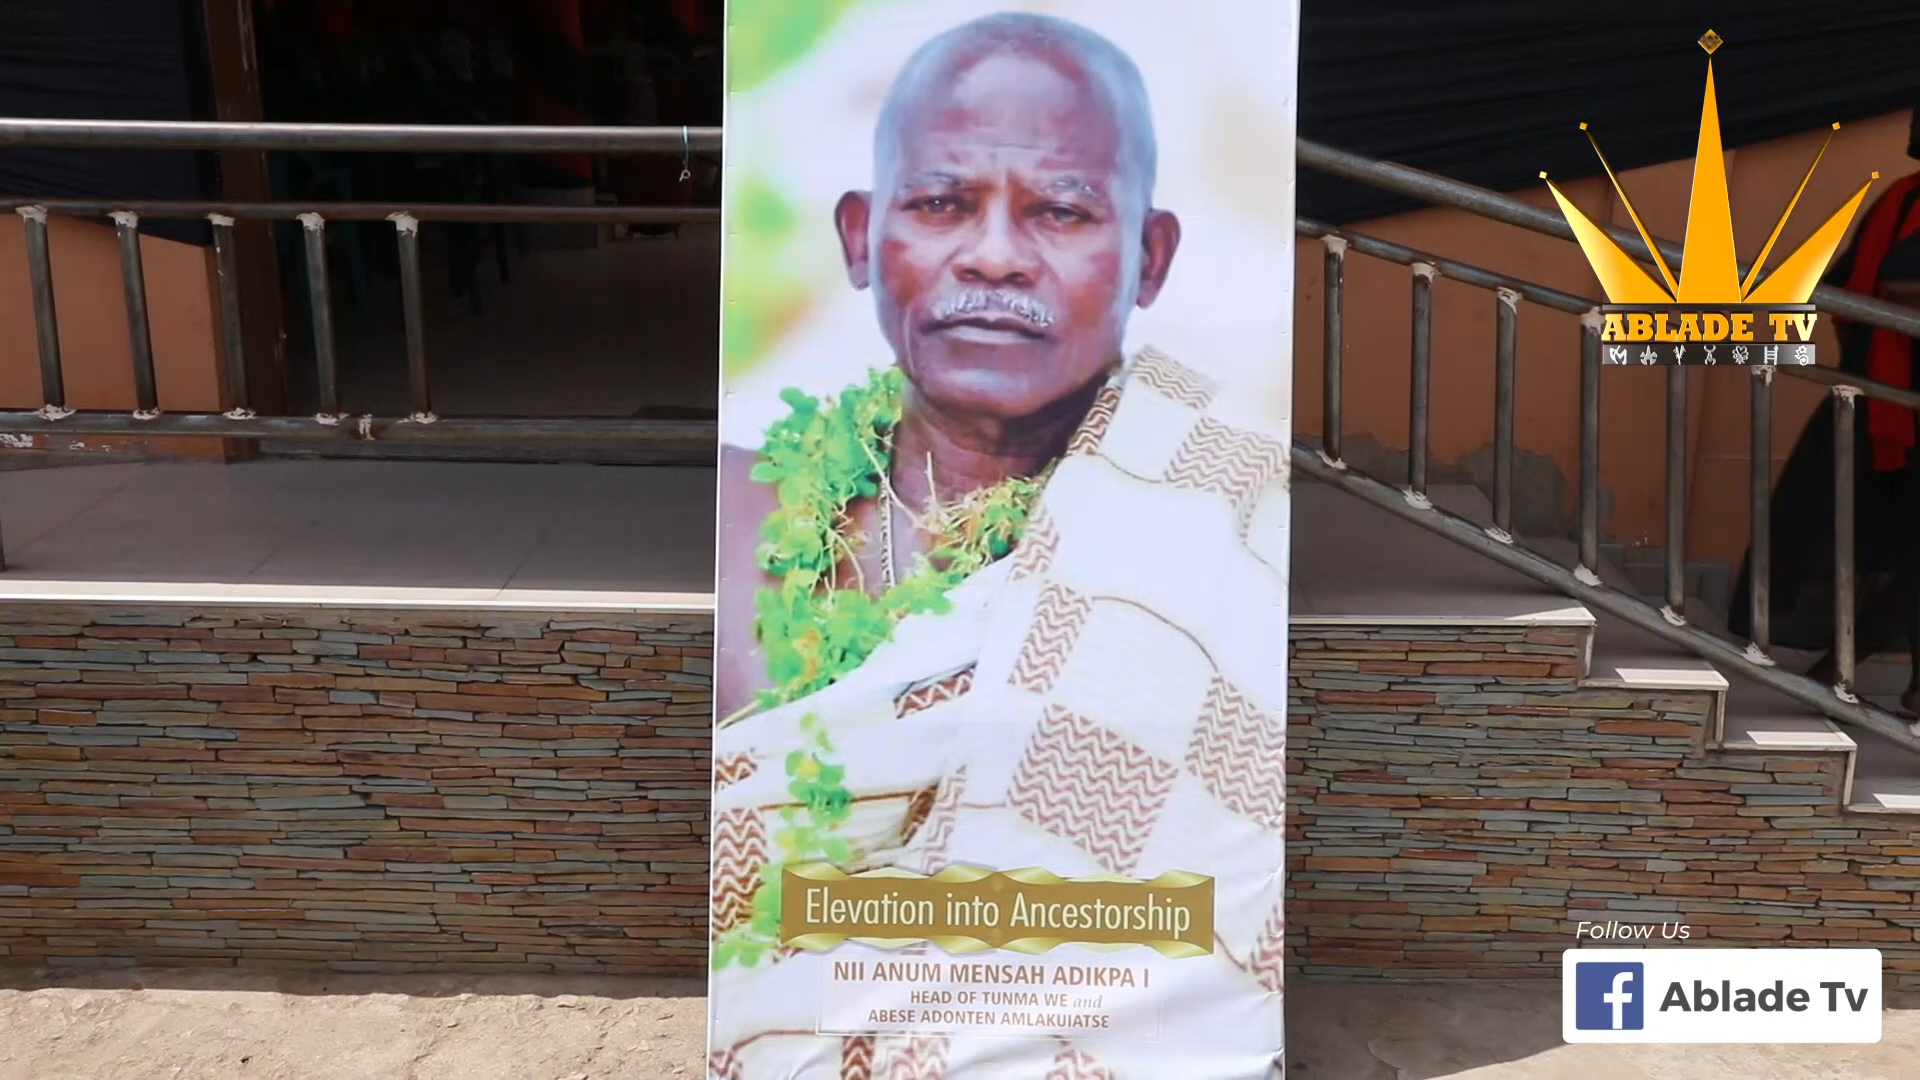 ABLADE TV
Elevation into Ancestorship
NII ANUM MENSAH ADIKPA I
HEAD OF TUNMA WE and
ABESE ADONTEN AMLAKUIATSƐ
Follow Us
f Ablade Tv